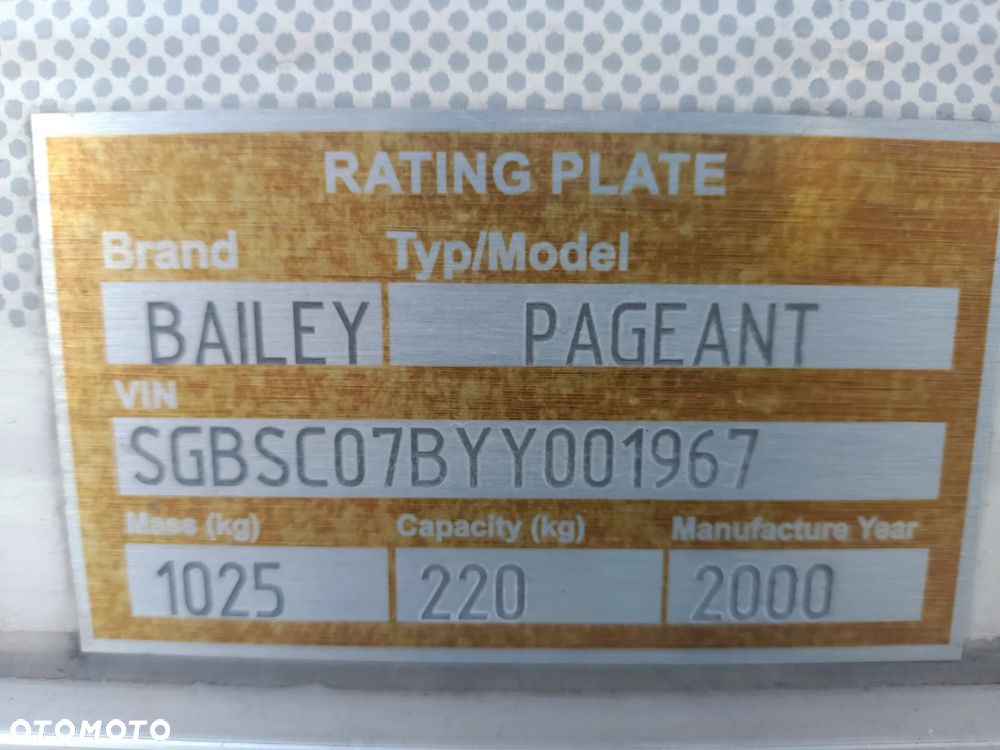 RATING PLATE
Brand Typ/Model
BAILEY PAGEANT
VIN
SGBSC07BYY001967
Mass (kg) Capacity (kg) Manufacture Year
1025 220 2000
OTOMOTO